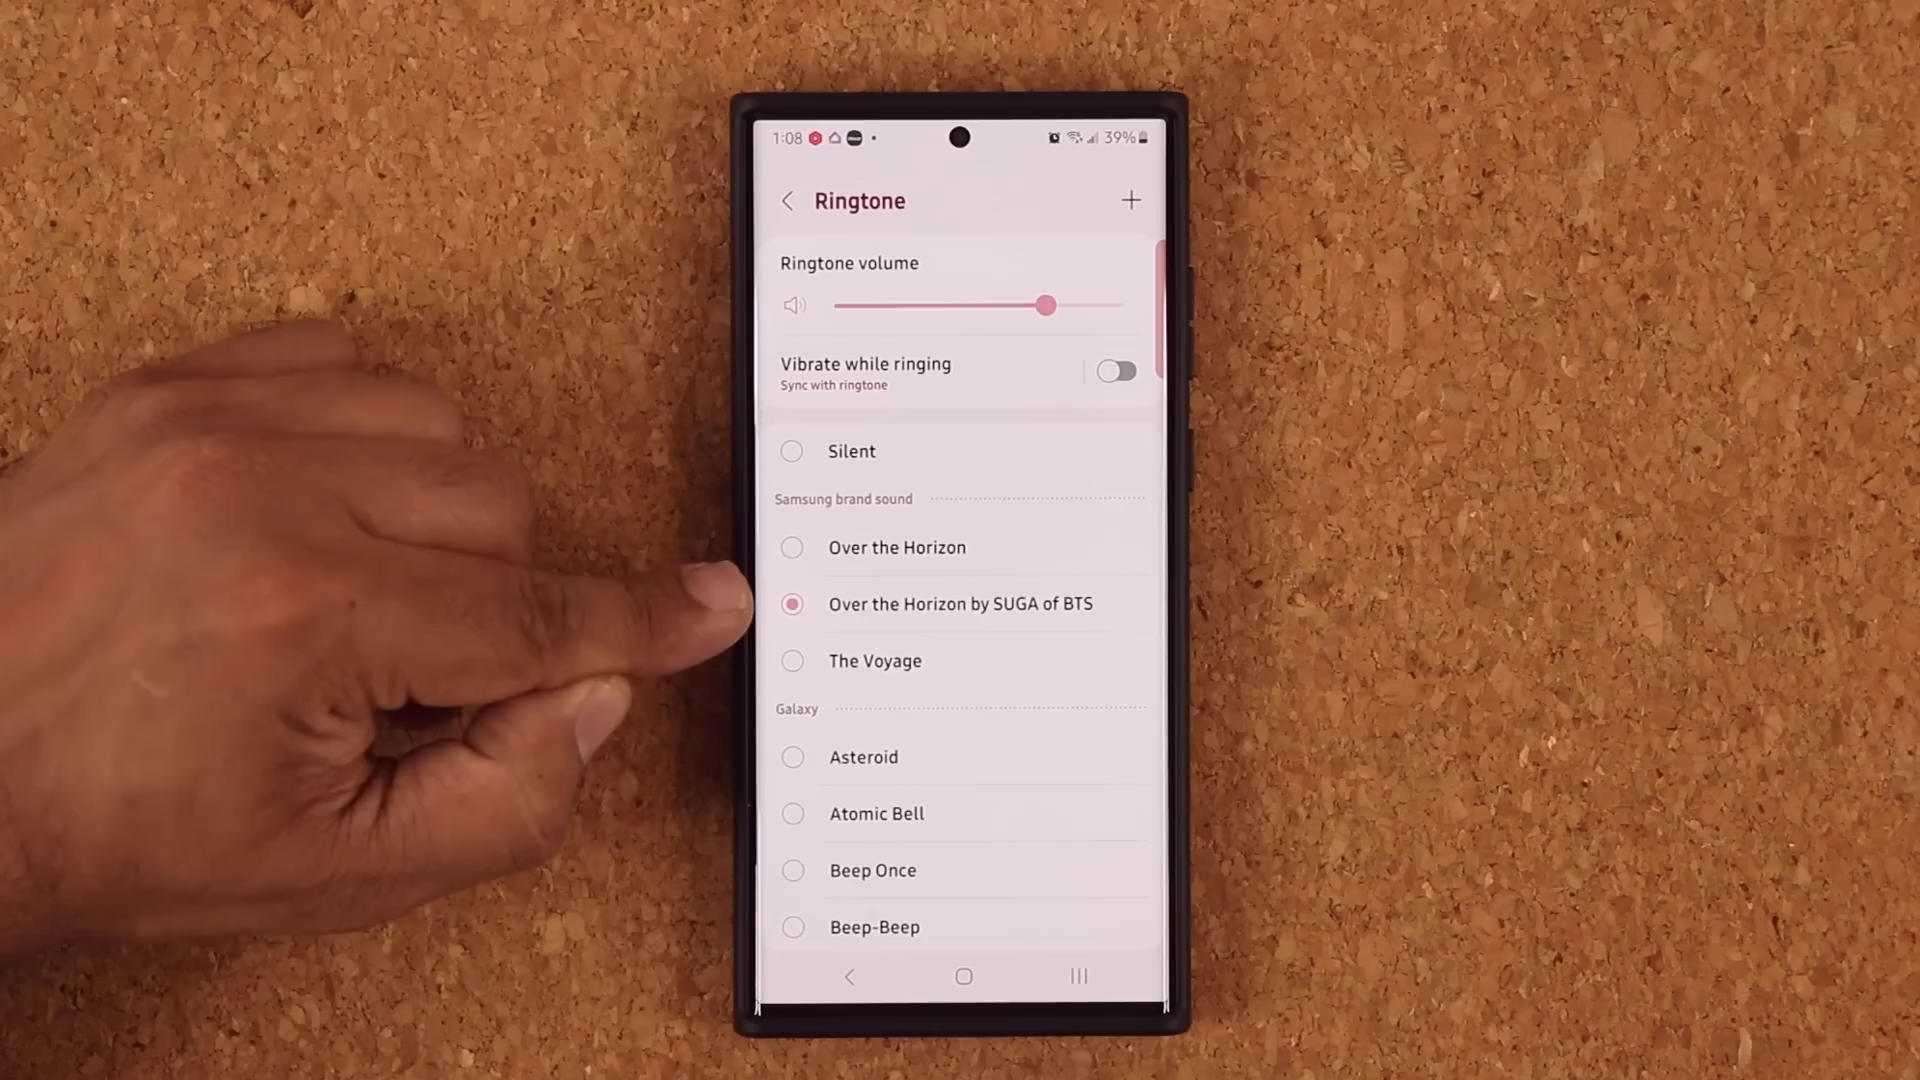 1:08
39%
Ringtone
Ringtone volume
Vibrate while ringing
Sync with ringtone
Silent
Samsung brand sound
Over the Horizon
Over the Horizon by SUGA of BTS
The Voyage
Galaxy
Asteroid
Atomic Bell
Beep Once
Beep-Beep